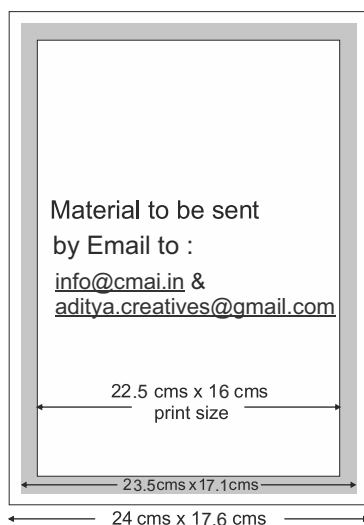 Material to be sent
by Email to :
info@cmai.in &
aditya.creatives@gmail.com
22.5 cms x 16 cms
print size
23.5cms x17.1cms
24 cms x 17.6 cms